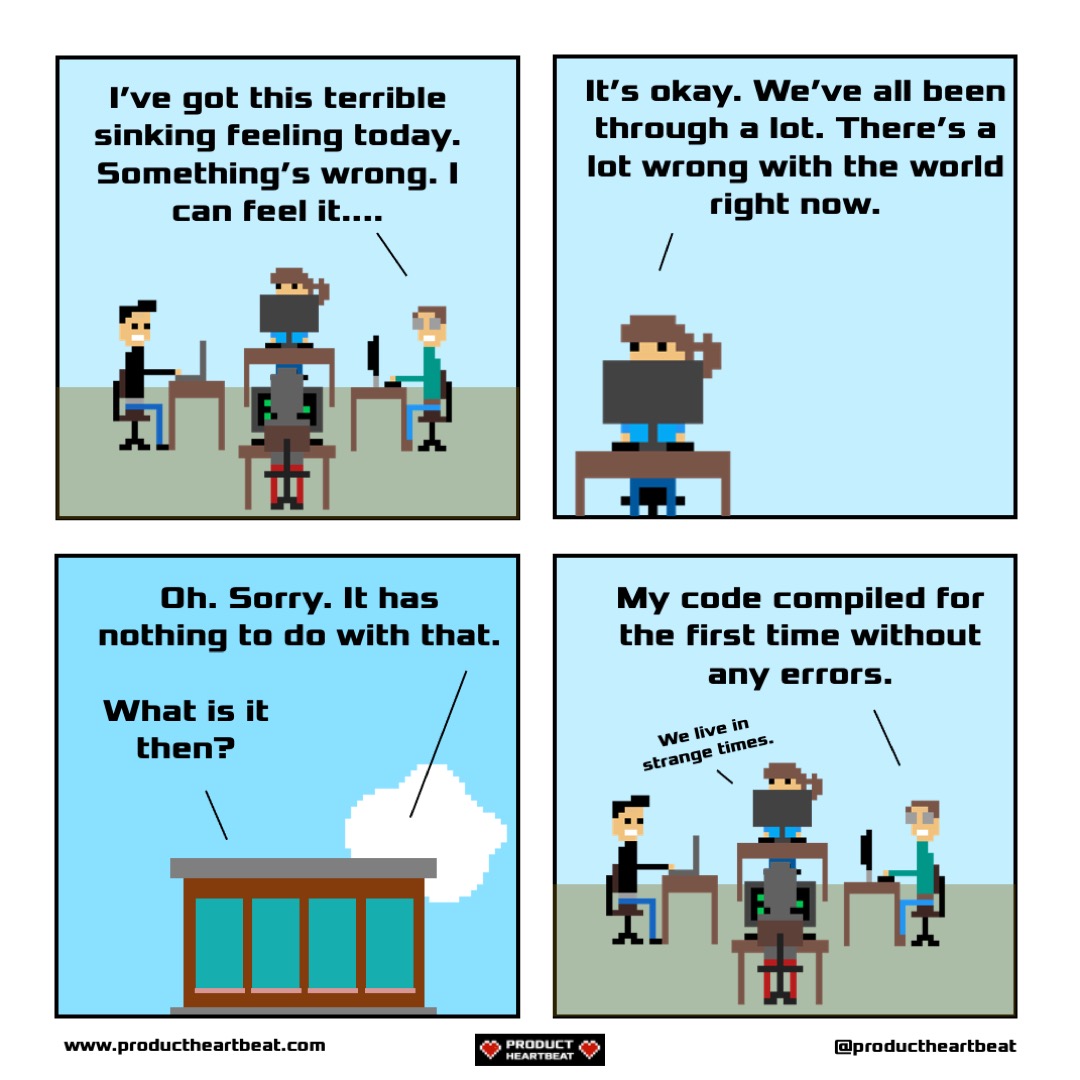 I've got this terrible
sinking feeling today.
Something's wrong. I
can feel it....
It's okay. We've all been
through a lot. There's a
lot wrong with the world
right now.
Oh. Sorry. It has
nothing to do with that.
What is it
then?
My code compiled for
the first time without
any errors.
We live in
strange times.
www.productheartbeat.com
PRODUCT
HEARTBEAT
@productheartbeat